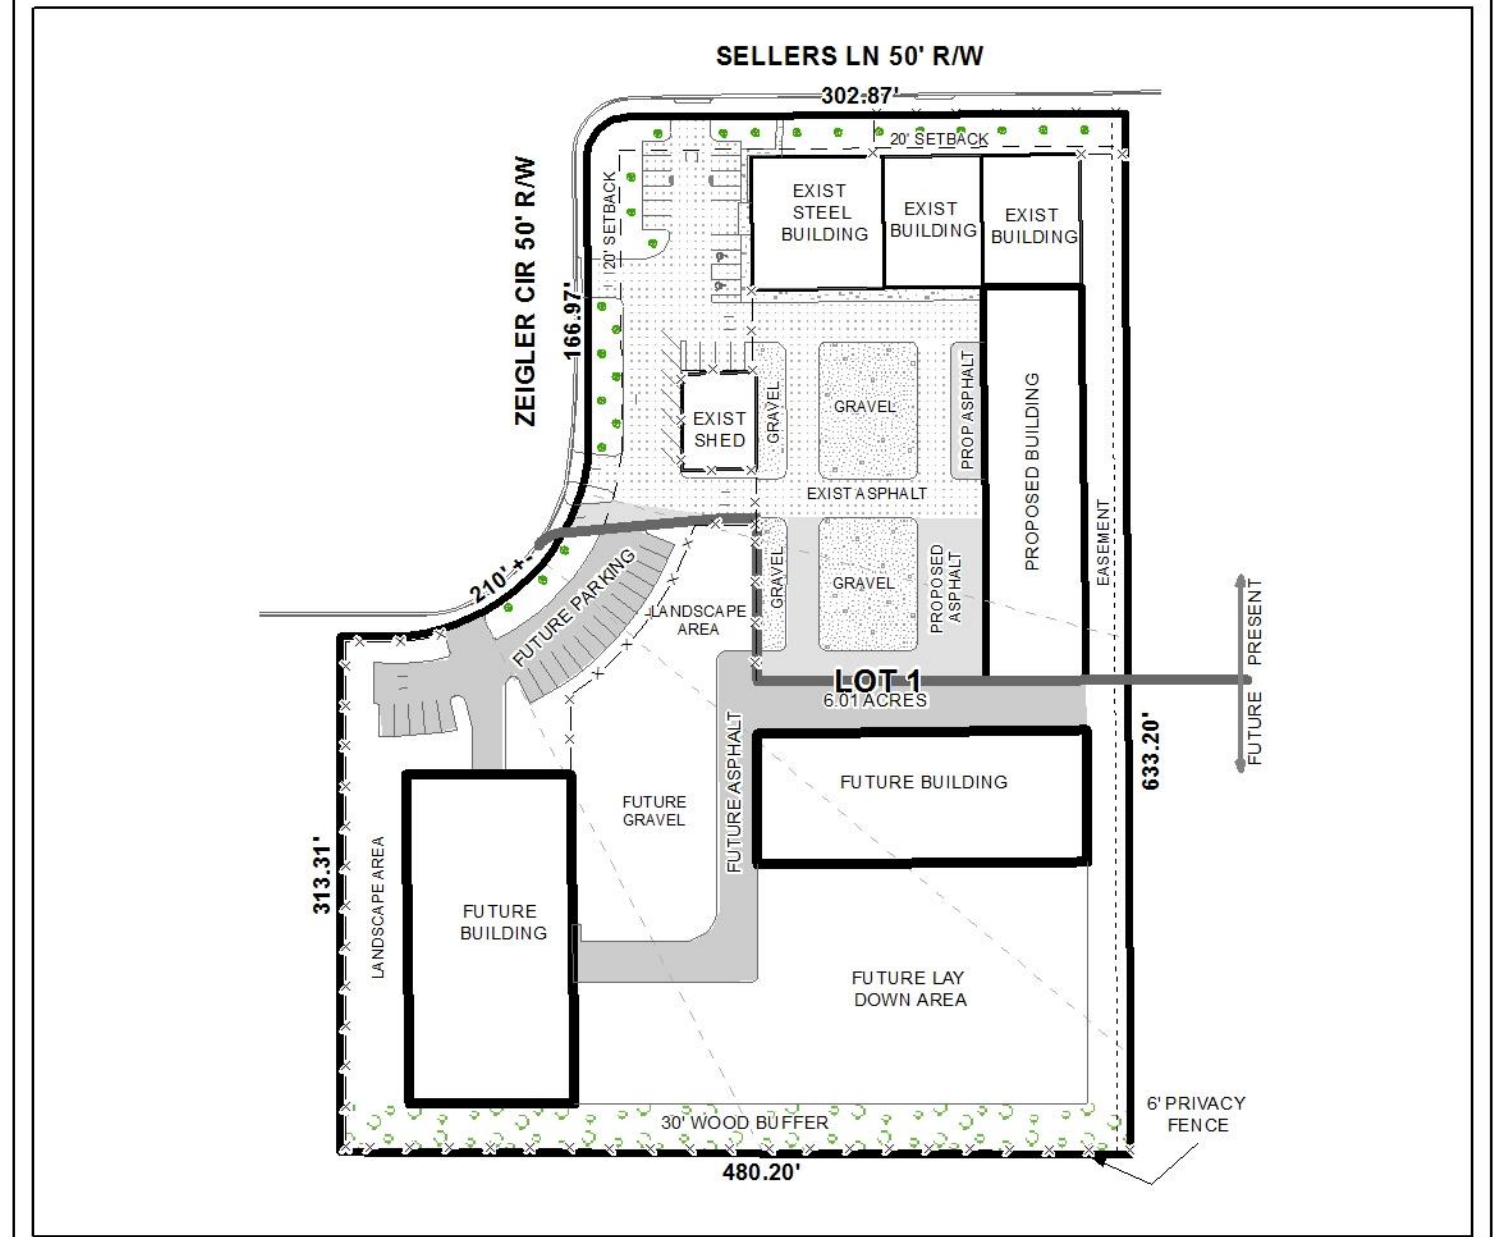 SELLERS LN 50' R/W
302.87'
20' SETBACK
ZEIGLER CIR 50' R/W
20' SETBACK
166.97'
EXIST
STEEL
BUILDING
EXIST
BUILDING
EXIST
BUILDING
EXIST
SHED
GRAVEL
GRAVEL
PROP ASPHALT
PROPOSED BUILDING
EXIST ASPHALT
EASEMENT
210' +-
FUTURE PARKING
LANDSCAPE
AREA
GRAVEL
GRAVEL
PROPOSED
ASPHALT
LOT 1
6.01 ACRES
FUTURE PRESENT
633.20'
FUTURE ASPHALT
FUTURE BUILDING
FUTURE
GRAVEL
313.31'
LANDSCAPE AREA
FUTURE
BUILDING
FUTURE LAY
DOWN AREA
30' WOOD BUFFER
6' PRIVACY
FENCE
480.20'